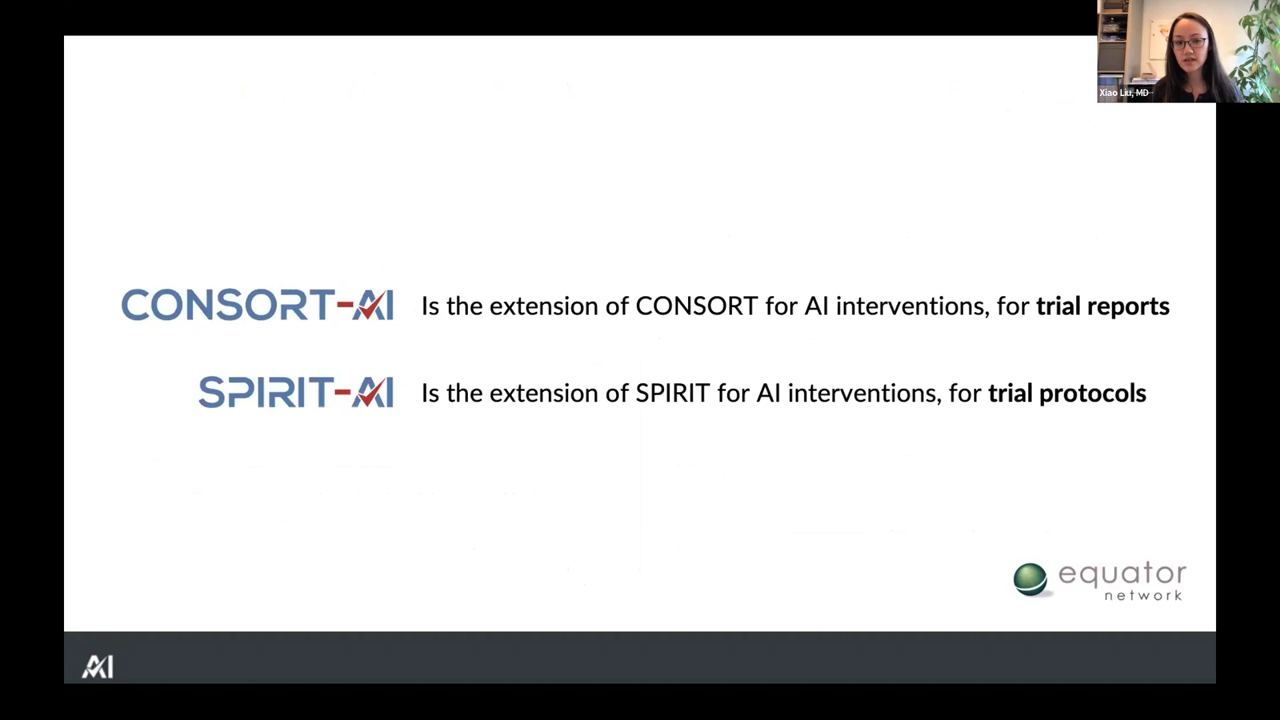 Xiao Liu, MD
CONSORT-AI Is the extension of CONSORT for AI interventions, for trial reports
SPIRIT-AI Is the extension of SPIRIT for AI interventions, for trial protocols
equator
network
AI